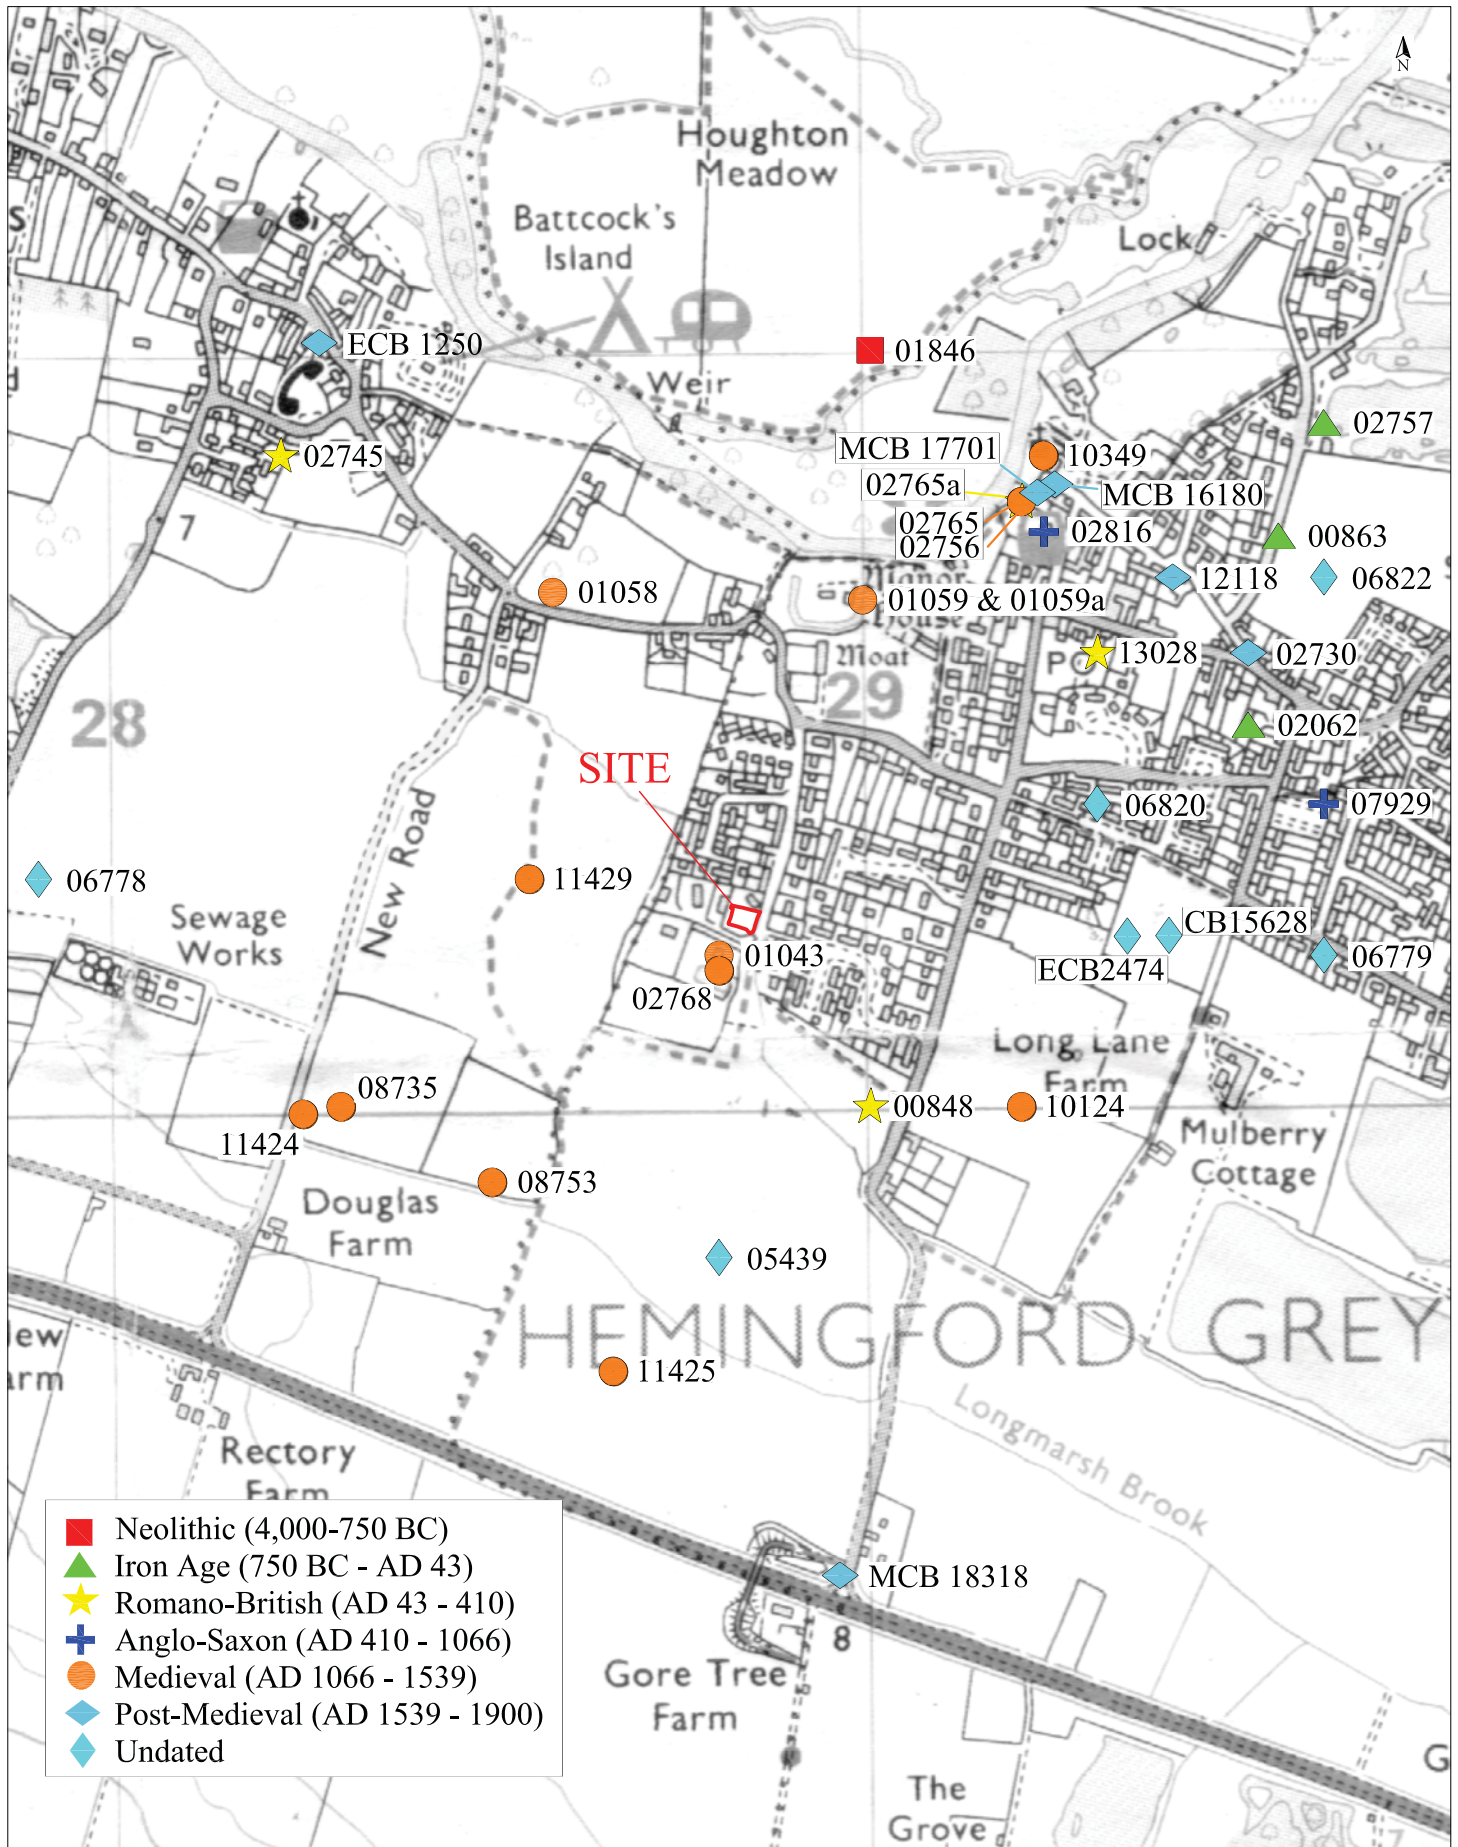 N
Houghton
Meadow
Battcock's
Island
Lock
s
ECB 1250
01846
Weir
d
02757
MCB 17701
10349
02745
02765a
MCB 16180
02765
02756
02816
00863
7
12118
06822
01058
Manor
01059 & 01059a
House
Moat
PO
13028
02730
28
29
02062
SITE
New Road
06820
07929
06778
11429
Sewage
Works
CB15628
01043
ECB2474
06779
02768
Long Lane
Farm
08735
00848
10124
11424
Mulberry
Cottage
08753
Douglas
Farm
05439
HEMINGFORD GREY
11425
iew
arm
Longmarsh Brook
Rectory
Farm
Neolithic (4,000-750 BC)
Iron Age (750 BC - AD 43)
Romano-British (AD 43 - 410)
Anglo-Saxon (AD 410 - 1066)
Medieval (AD 1066 - 1539)
Post-Medieval (AD 1539 - 1900)
Undated
MCB 18318
8
Gore Tree
Farm
G
The
Grove
7